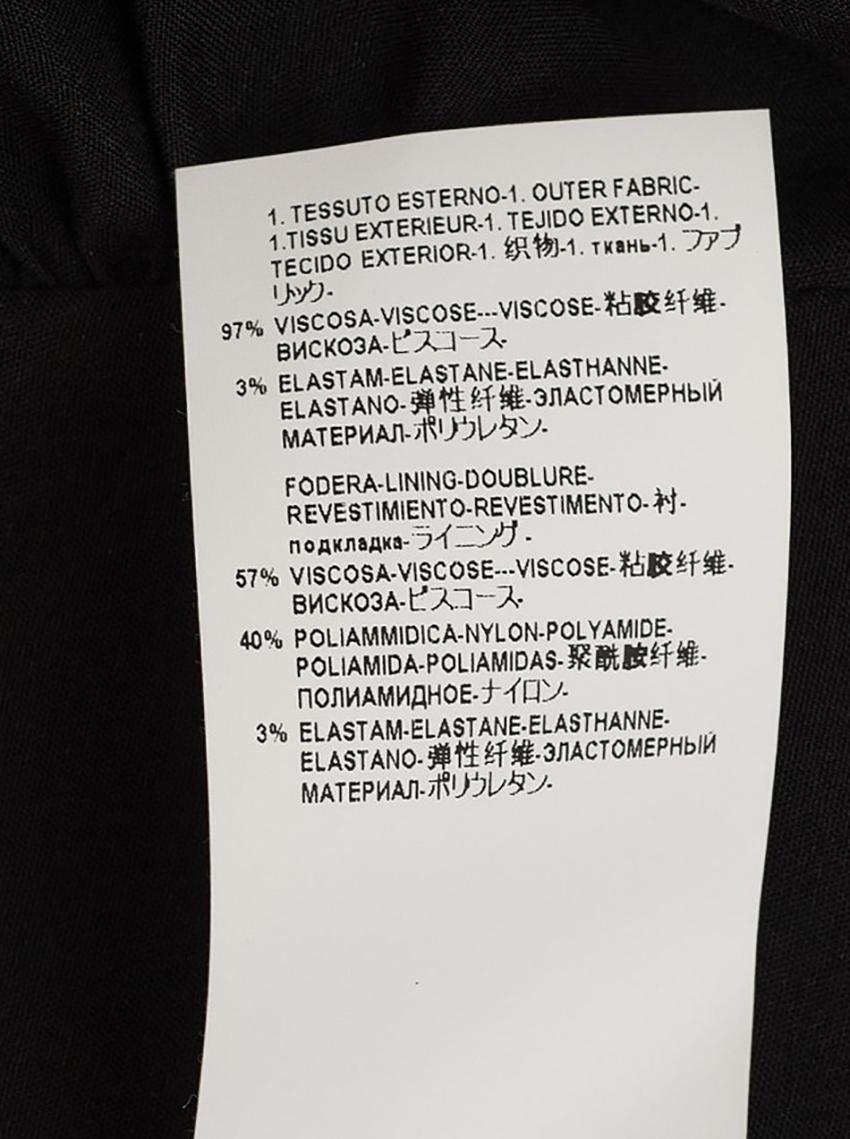 1. TESSUTO ESTERNO-1. OUTER FABRIC-
1.TISSU EXTERIEUR-1. TEJIDO EXTERNO-1.
TECIDO EXTERIOR-1. 织物-1. ткань-1. ファブ
リック-
97% VISCOSA-VISCOSE---VISCOSE-粘胶纤维-
ВИСКОЗА-ビスコース-
3% ELASTAM-ELASTANE-ELASTHANNE-
ELASTANO-弹性纤维-ЭЛАСТОМЕРНЫЙ
МАТЕРИАЛ-ポリウレタン-
FODERA-LINING-DOUBLURE-
REVESTIMIENTO-REVESTIMENTO-衬-
подкладка-ライニング-
57% VISCOSA-VISCOSE---VISCOSE-粘胶纤维-
ВИСКОЗА-ビスコース-
40% POLIAMMIDICA-NYLON-POLYAMIDE-
POLIAMIDA-POLIAMIDAS-聚酰胺纤维-
ПОЛИАМИДНОЕ-ナイロン-
3% ELASTAM-ELASTANE-ELASTHANNE-
ELASTANO-弹性纤维-ЭЛАСТОМЕРНЫЙ
МАТЕРИАЛ-ポリウレタン-